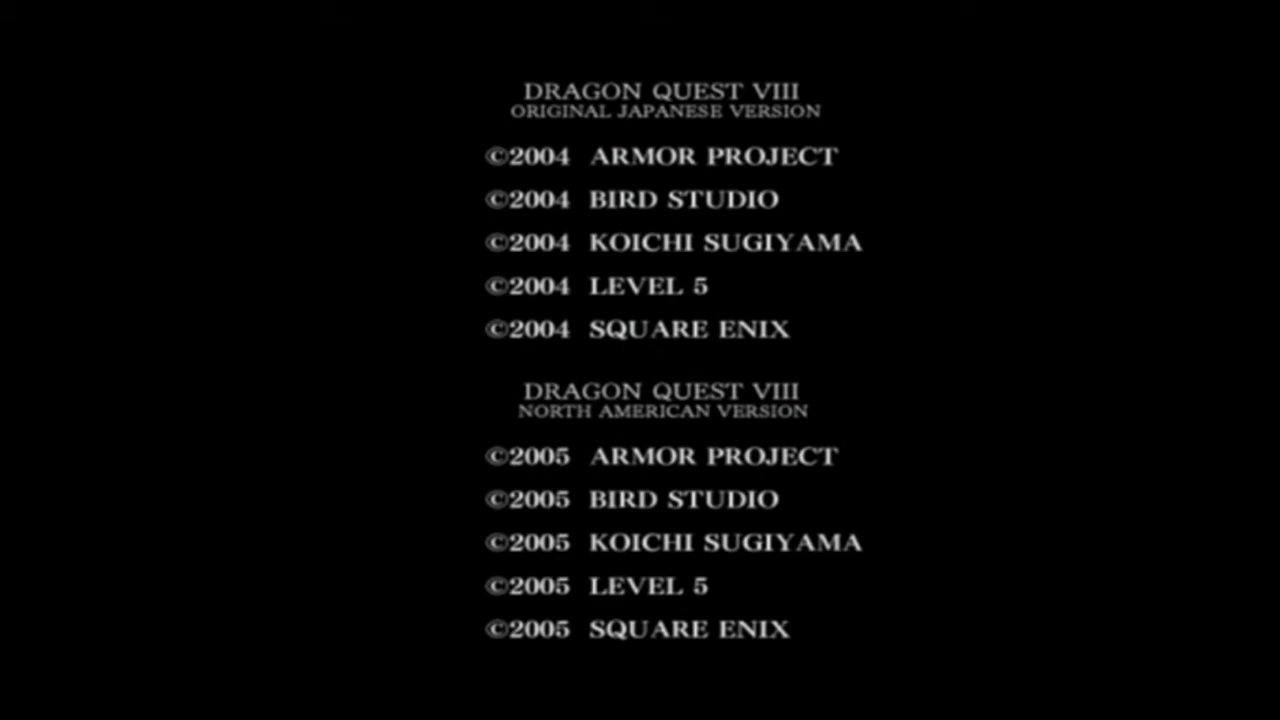 DRAGON QUEST VIII
ORIGINAL JAPANESE VERSION
©2004 ARMOR PROJECT
©2004 BIRD STUDIO
©2004 KOICHI SUGIYAMA
©2004 LEVEL 5
©2004 SQUARE ENIX
DRAGON QUEST VIII
NORTH AMERICAN VERSION
©2005 ARMOR PROJECT
©2005 BIRD STUDIO
©2005 KOICHI SUGIYAMA
©2005 LEVEL 5
©2005 SQUARE ENIX